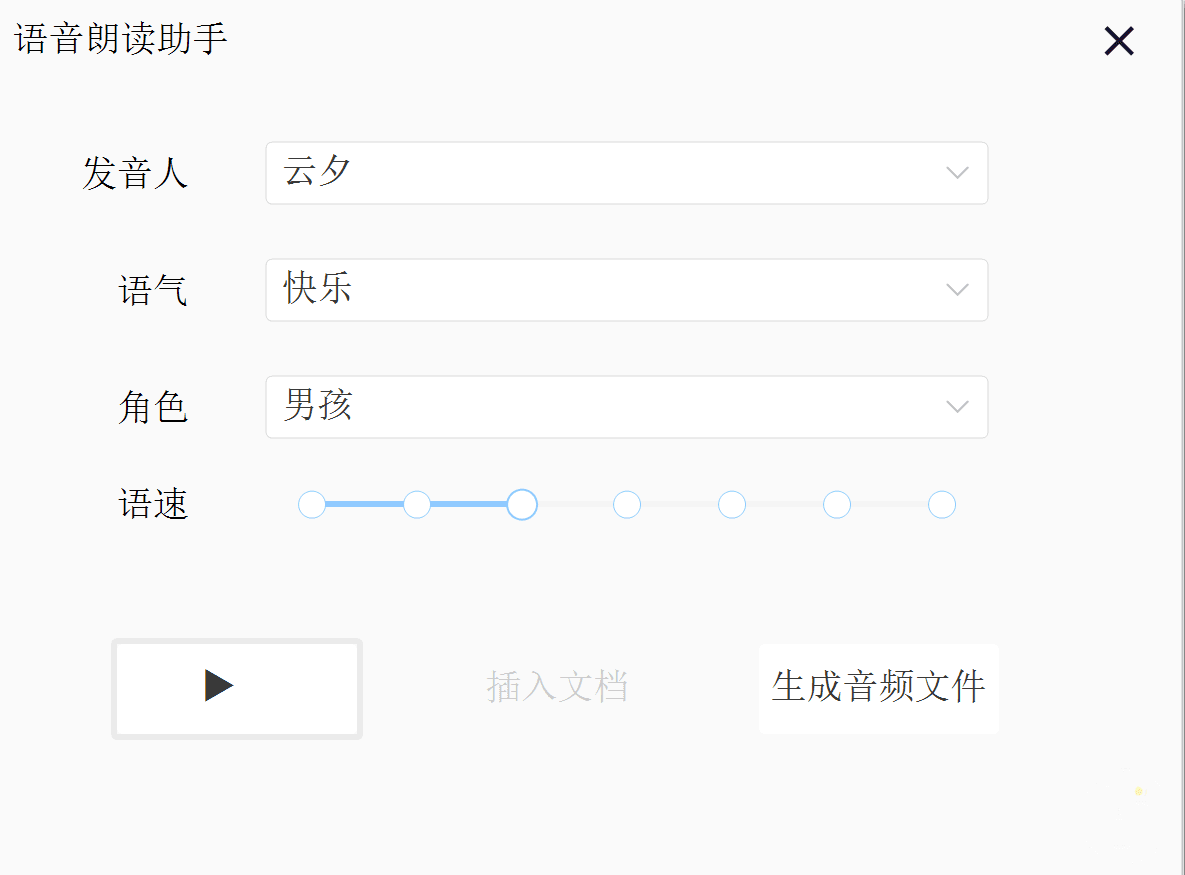 语音朗读助手
发音人 云夕
语气 快乐
角色 男孩
语速
插入文档 生成音频文件